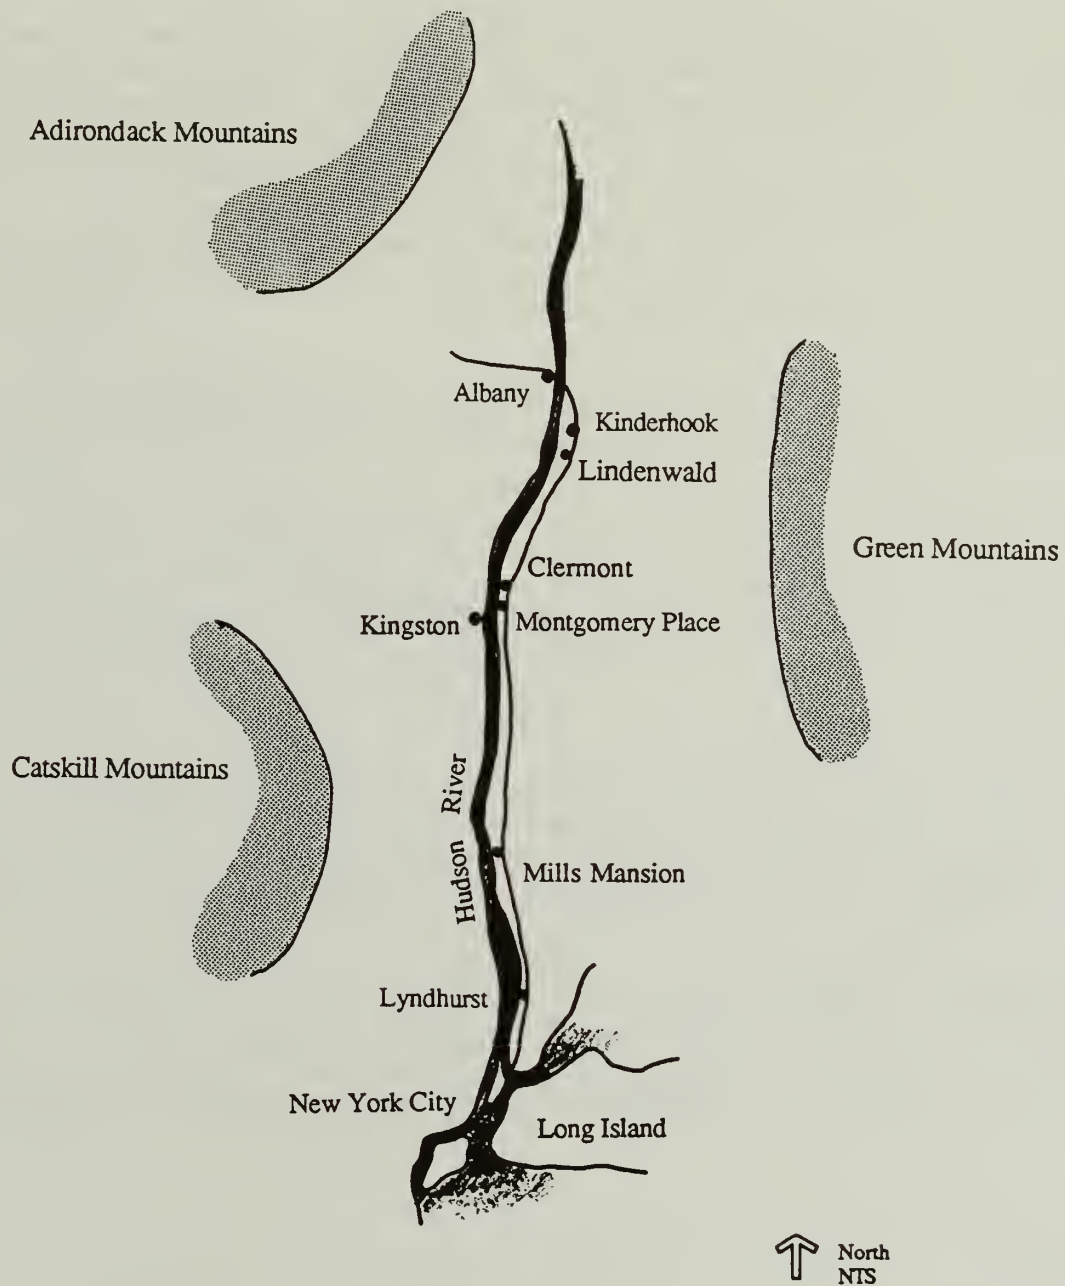 Adirondack Mountains
Albany
Kinderhook
Lindenwald
Green Mountains
Clermont
Kingston
Montgomery Place
Catskill Mountains
Hudson River
Mills Mansion
Lyndhurst
New York City
Long Island
North
NTS